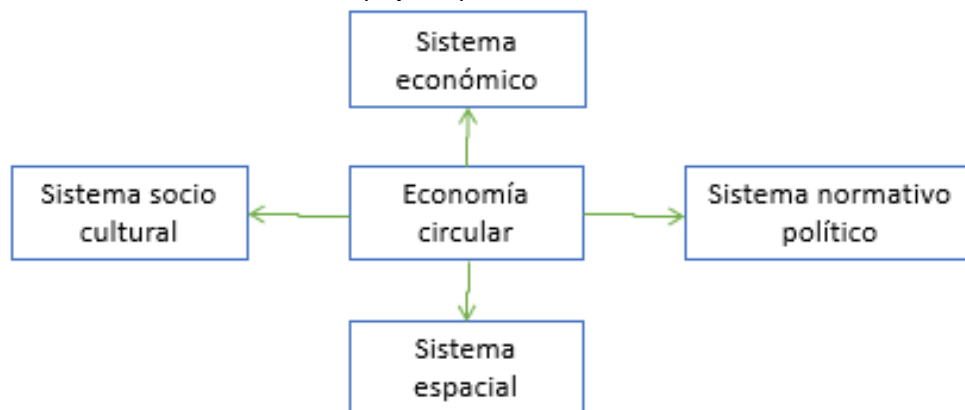 Sistema
económico
Sistema socio
cultural
Economía
circular
Sistema normativo
político
Sistema
espacial